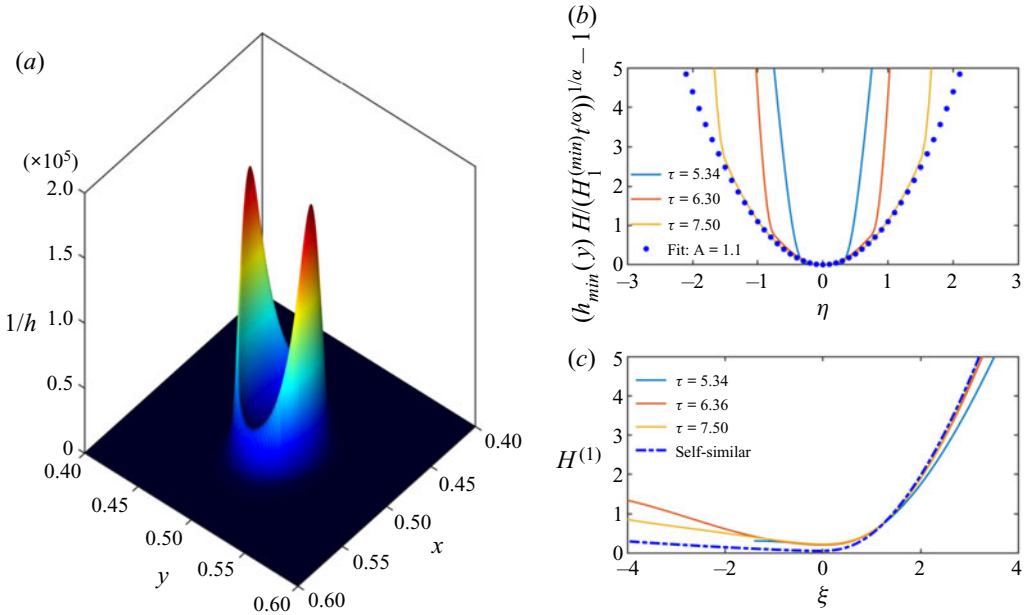 (a)
(×10⁵)
2.0
1.5
1/h 1.0
0.5
0
0.40
0.45
0.50
y
0.55
0.60
0.60
0.55
x
0.50
0.45
0.40
(b)
(h_min(y) H/(H₁^(min) t′^α))^1/α – 1
5
4
3
2
1
0
τ = 5.34
τ = 6.30
τ = 7.50
Fit: A = 1.1
–3 –2 –1 0 1 2 3
η
(c)
H^(1)
5
4
3
2
1
0
τ = 5.34
τ = 6.36
τ = 7.50
Self-similar
–4 –2 0 2 4
ξ